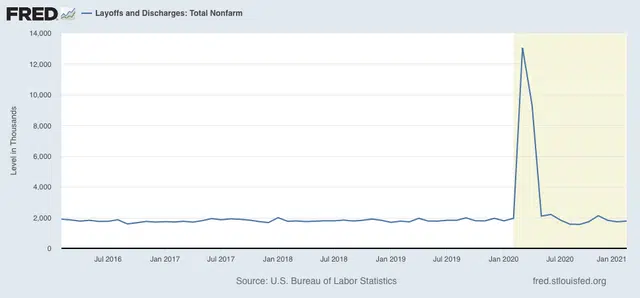 FRED Layoffs and Discharges: Total Nonfarm
14,000
12,000
10,000
8,000
6,000
4,000
2,000
0
Level in Thousands
Jul 2016 Jan 2017 Jul 2017 Jan 2018 Jul 2018 Jan 2019 Jul 2019 Jan 2020 Jul 2020 Jan 2021
Source: U.S. Bureau of Labor Statistics fred.stlouisfed.org